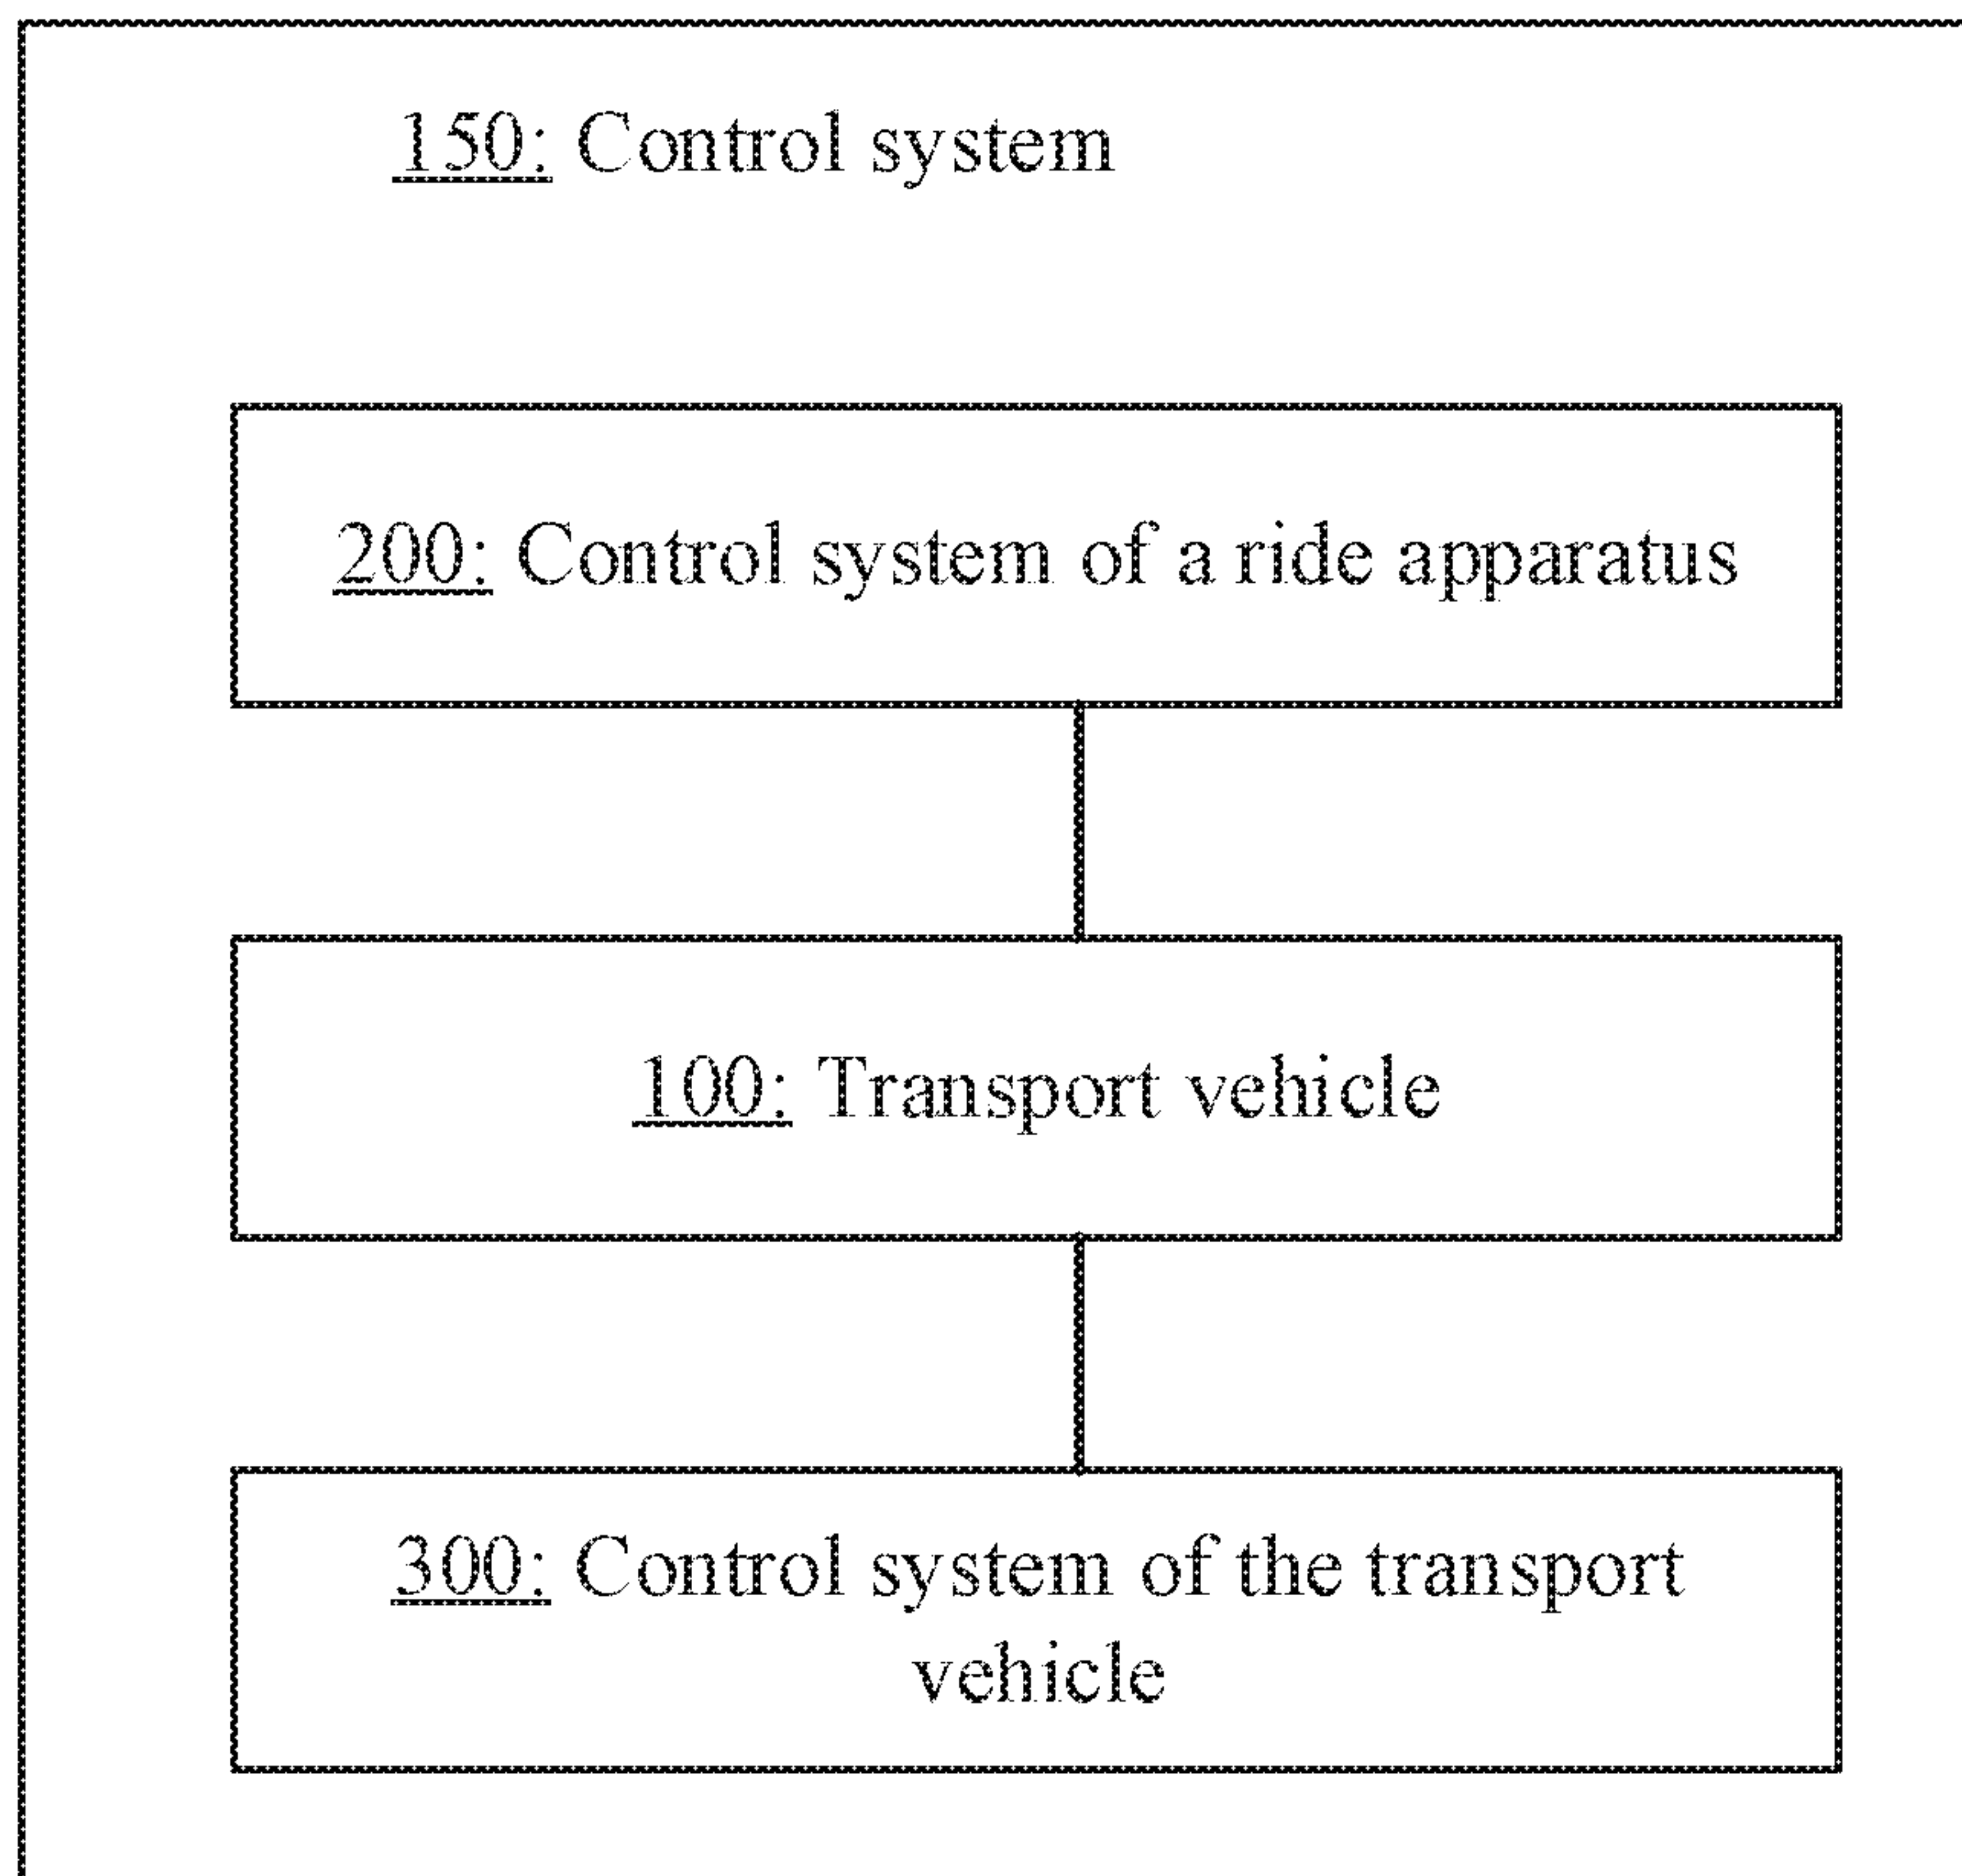 150: Control system
200: Control system of a ride apparatus
100: Transport vehicle
300: Control system of the transport
vehicle